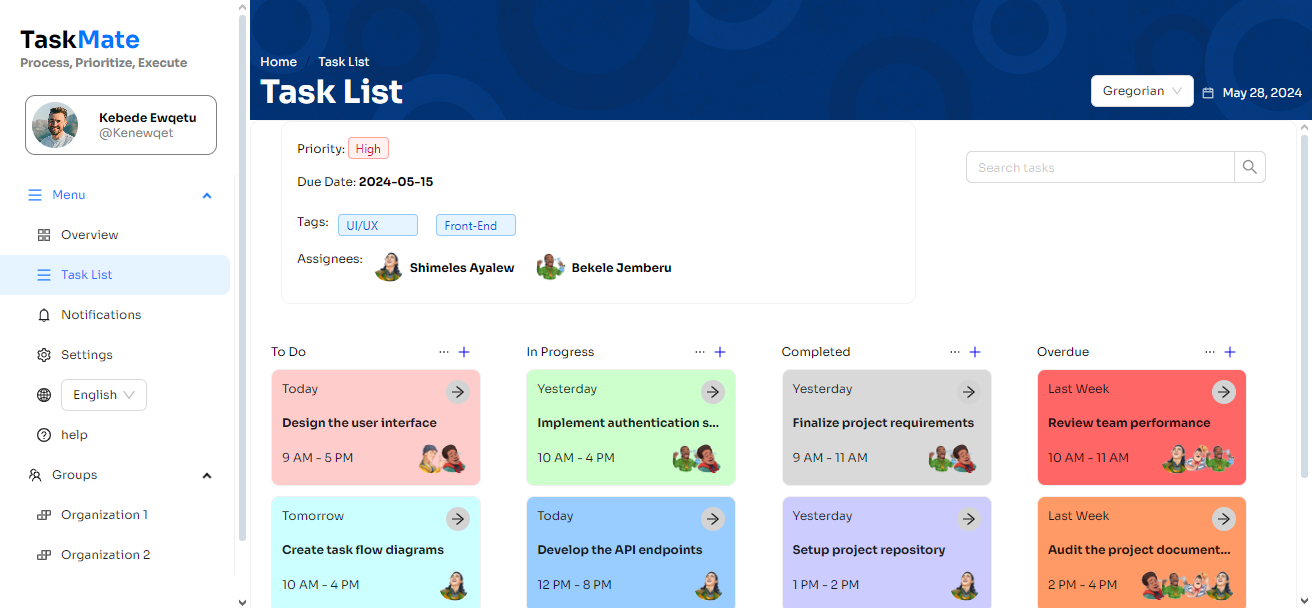 TaskMate
Process, Prioritize, Execute
Kebede Ewqetu
@Kenewqet
Menu
Overview
Task List
Notifications
Settings
English
help
Groups
Organization 1
Organization 2
Home / Task List
Task List
Gregorian
May 28, 2024
Priority: High
Due Date: 2024-05-15
Tags: UI/UX Front-End
Assignees: Shimeles Ayalew Bekele Jemberu
Search tasks
To Do ... +
Today
Design the user interface
9 AM - 5 PM
Tomorrow
Create task flow diagrams
10 AM - 4 PM
In Progress ... +
Yesterday
Implement authentication s...
10 AM - 4 PM
Today
Develop the API endpoints
12 PM - 8 PM
Completed ... +
Yesterday
Finalize project requirements
9 AM - 11 AM
Yesterday
Setup project repository
1 PM - 2 PM
Overdue ... +
Last Week
Review team performance
10 AM - 11 AM
Last Week
Audit the project document...
2 PM - 4 PM